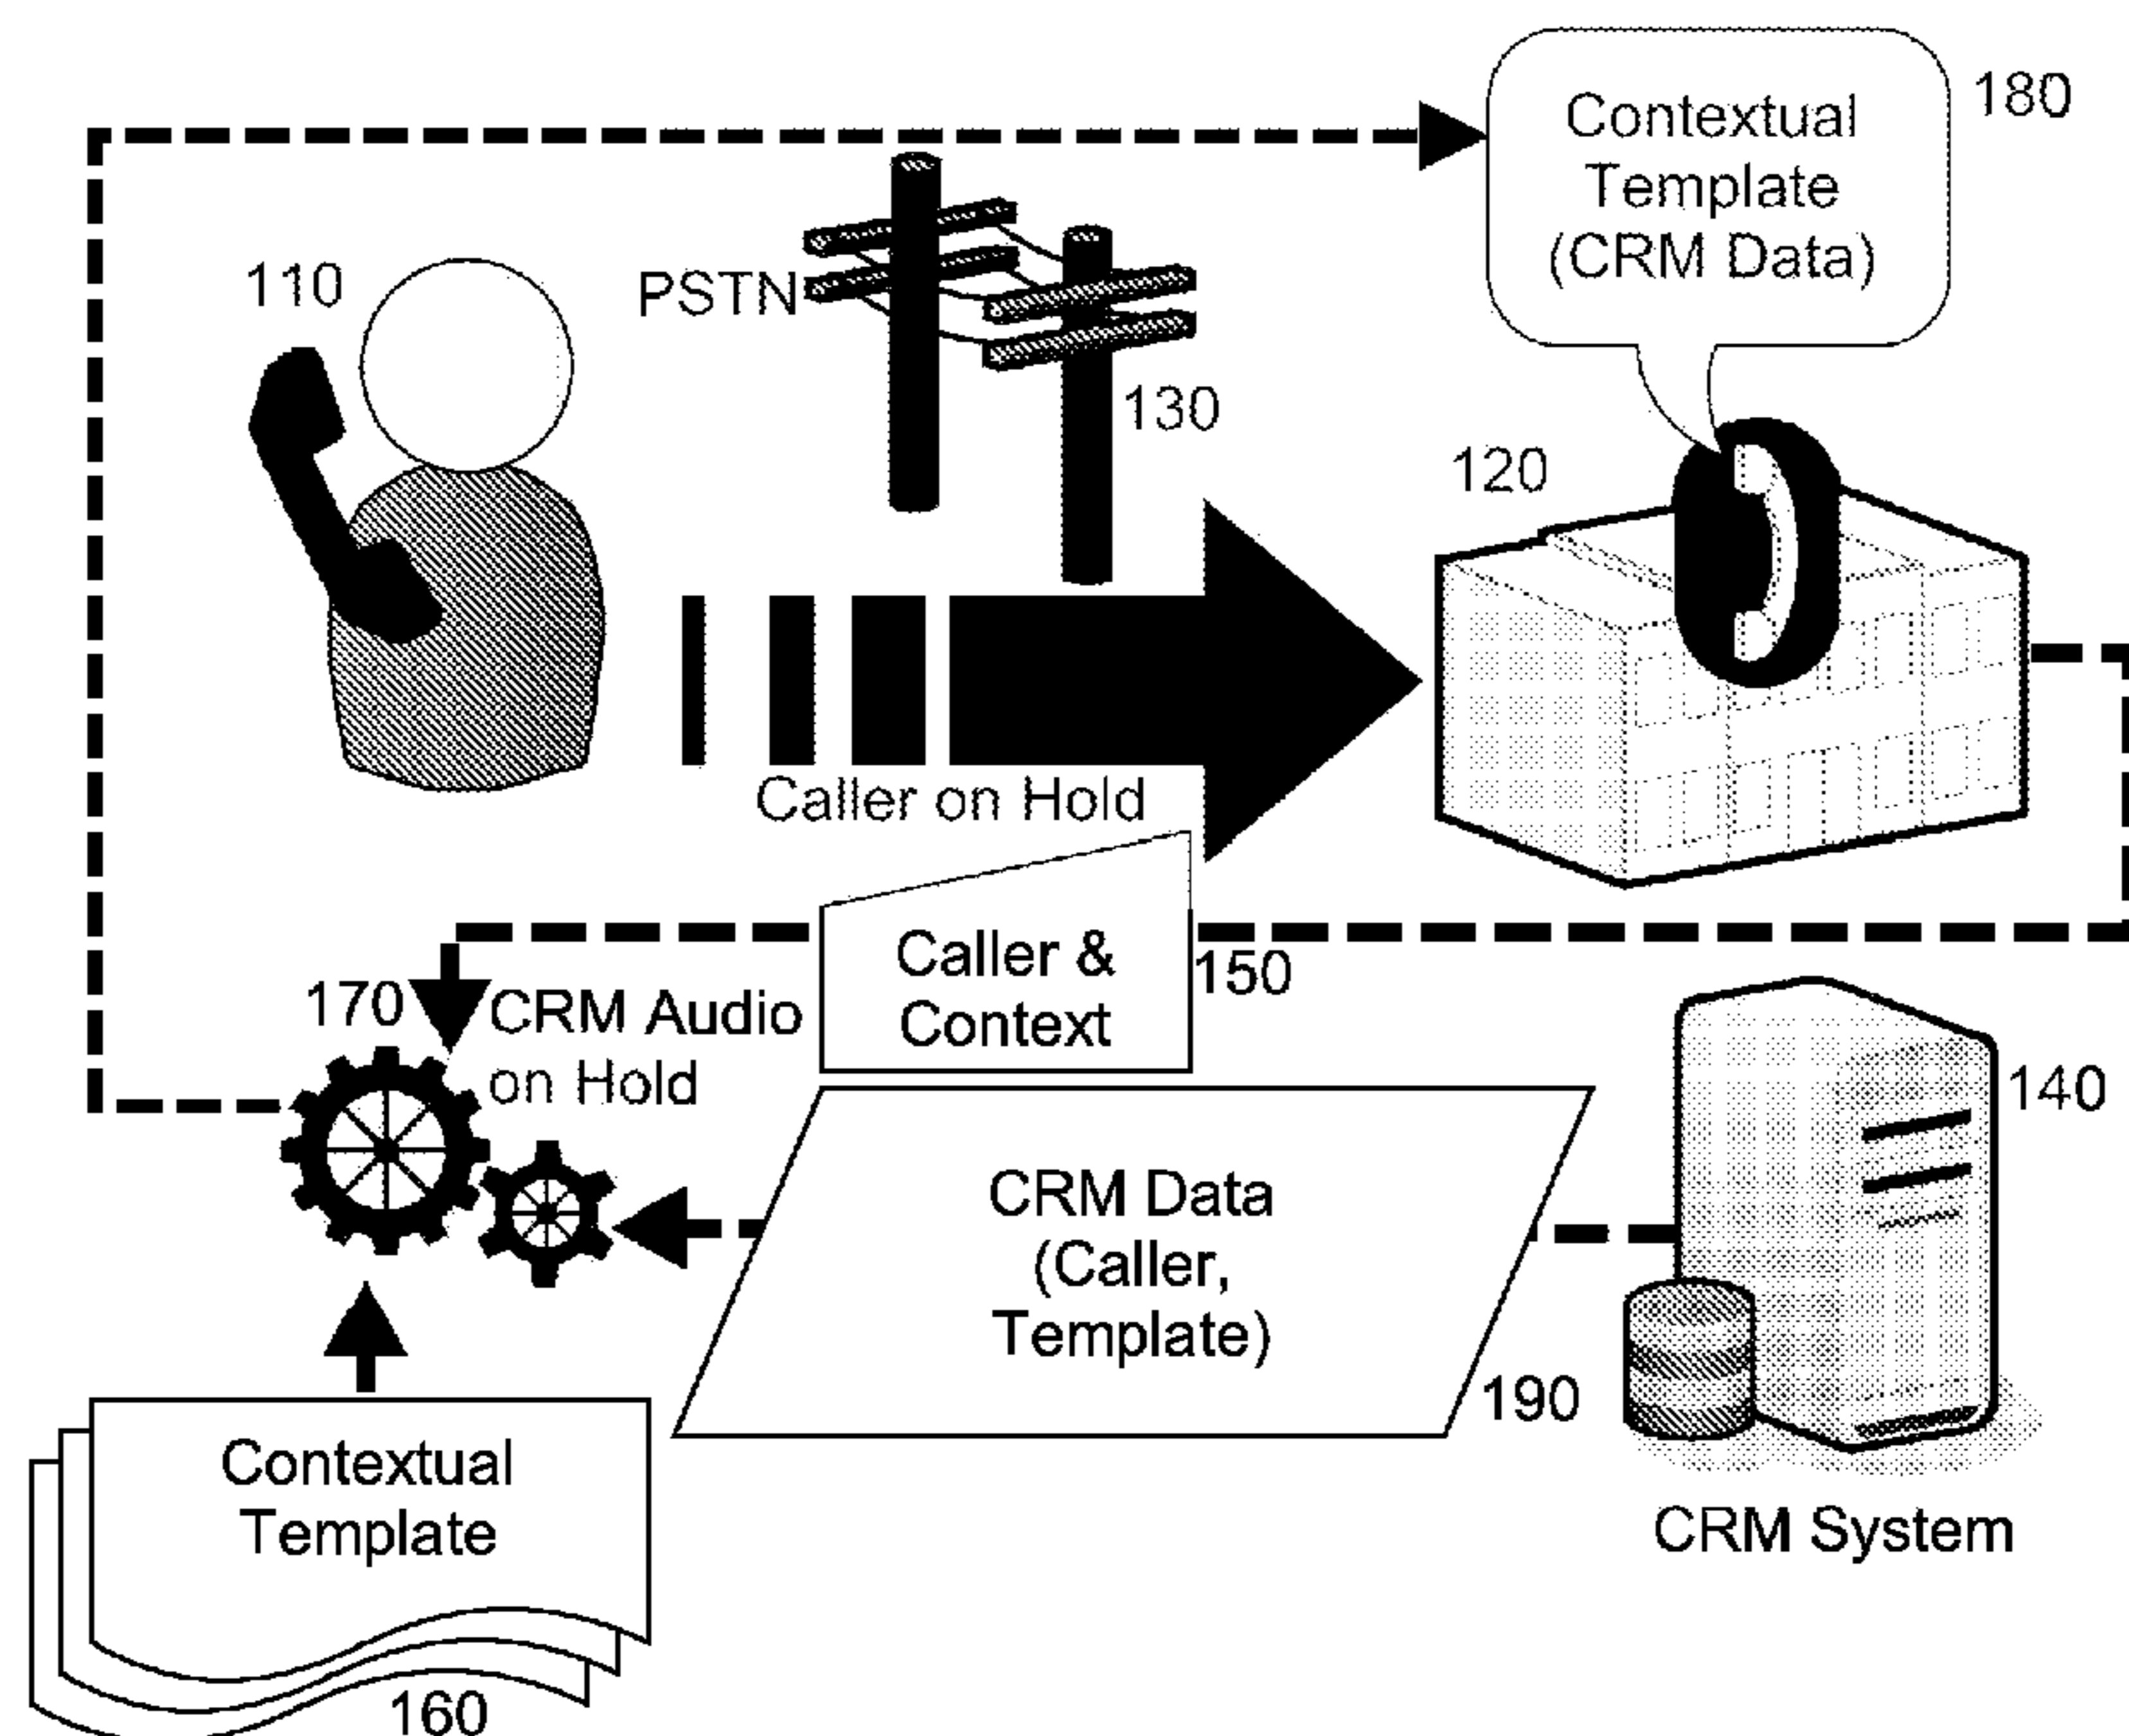 Contextual
Template
(CRM Data)
180
110
PSTN
130
120
Caller on Hold
Caller &
Context
150
170
CRM Audio
on Hold
140
CRM Data
(Caller,
Template)
190
Contextual
Template
160
CRM System